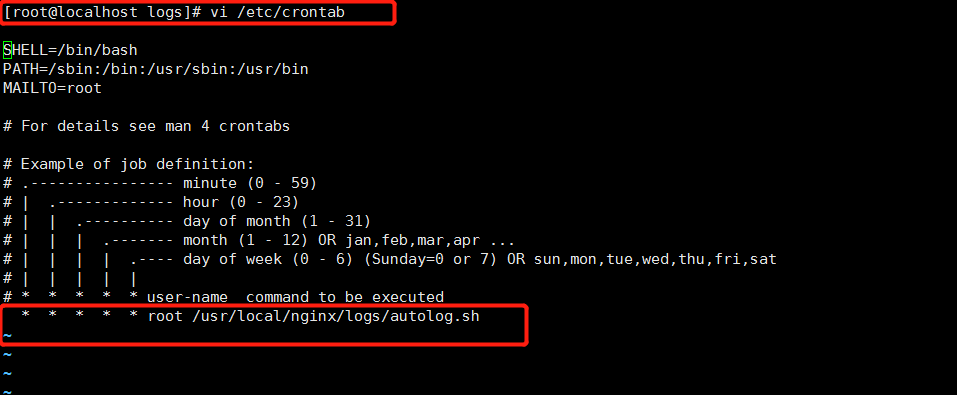 [root@localhost logs]# vi /etc/crontab
SHELL=/bin/bash
PATH=/sbin:/bin:/usr/sbin:/usr/bin
MAILTO=root
# For details see man 4 crontabs
# Example of job definition:
# .---------------- minute (0 - 59)
# |  .------------- hour (0 - 23)
# |  |  .---------- day of month (1 - 31)
# |  |  |  .------- month (1 - 12) OR jan,feb,mar,apr ...
# |  |  |  |  .---- day of week (0 - 6) (Sunday=0 or 7) OR sun,mon,tue,wed,thu,fri,sat
# |  |  |  |  |
# *  *  *  *  * user-name  command to be executed
  *  *  *  *  * root /usr/local/nginx/logs/autolog.sh
~
~
~
~